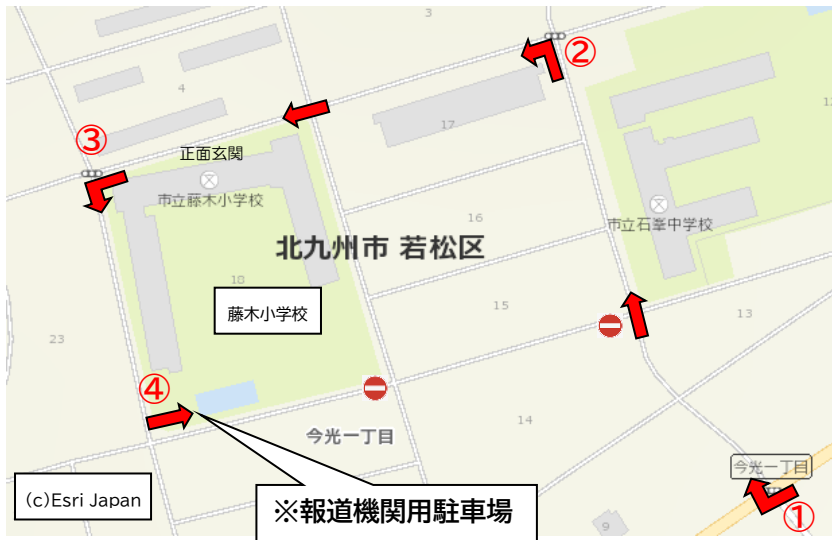 3
②
4
③
正面玄関
17
12
市立藤木小学校
16
市立石峯中学校
北九州市 若松区
18
15
藤木小学校
13
23
④
14
今光一丁目
今光一丁目
(c)Esri Japan
※報道機関用駐車場
①
9